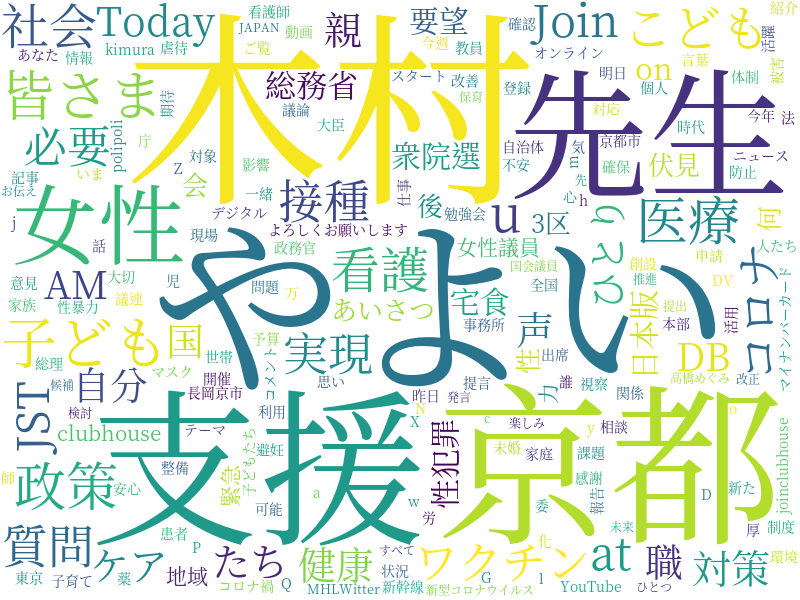 社会
Today
木村
親
要望
看護師
JAPAN
動画
今週
教員
確認
Join
こども
紹介
活躍
あなた
情報
kimura
虐待
ご覧
オンライン
on
言葉
被害
皆さま
期待
総務省
スタート
改善
登録
保育
明日
個人
体制
議論
先生
対応
必要
polipoli
庁
対象
大臣
影響
衆院選
自治体
不安
気
m
先
京都市
確保
時代
伏見
ニュース
防止
今年
法
記事
お伝え
いま
Z
会
一緒
デジタル
接種
仕事
勉強会
後
u
心
h
3区
ひとり
医療
何
人たち
j
話
女性
現場
よろしくお願いします
政務官
看護
やよい
女性議員
国会議員
声
創設
推進
申請
DV
コロナ
意見
大切
家族
議連
AM
児
問題
万
あいさつ
宅食
全国
日本版
提出
本部
活用
マイナンバーカード
性暴力
子ども
国
実現
事務所
性
出席
DB
総理
世帯
予算
マスク
コメント
開催
思い
提言
力
誰
視察
関係
高橋めぐみ
改正
JST
候補
自分
長岡京市
支援
利用
昨日
発言
N
X
c
楽しみ
y
相談
o
検討
clubhouse
テーマ
子どもたち
避妊
京都
性犯罪
未婚
家庭
課題
joinclubhouse
政策
整備
緊急
a
w
委
感謝
報告
D
新た
師
安心
可能
労
化
未来
厚
制度
質問
患者
P
ケア
たち
健康
すべて
ワクチン
at
職
対策
環境
東京
子育て
薬
地域
コロナ禍
Q
状況
MHLWitter
新幹線
新型コロナウイルス
G
l
YouTube
ひとつ